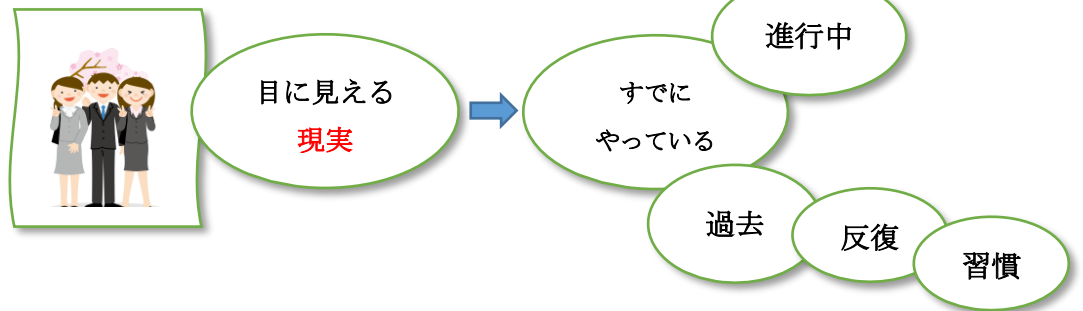 目に見える
現実
すでに
やっている
進行中
過去
反復
習慣